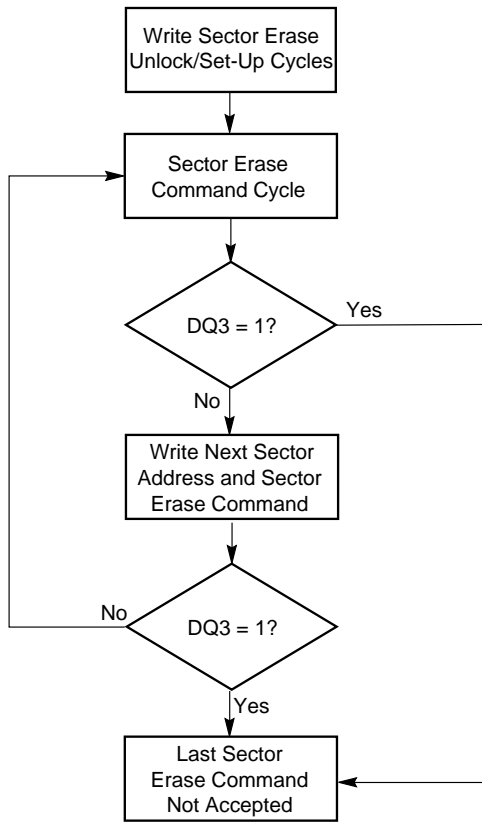 Write Sector Erase
Unlock/Set-Up Cycles
Sector Erase
Command Cycle
DQ3 = 1?
Yes
No
Write Next Sector
Address and Sector
Erase Command
No
DQ3 = 1?
Yes
Last Sector
Erase Command
Not Accepted